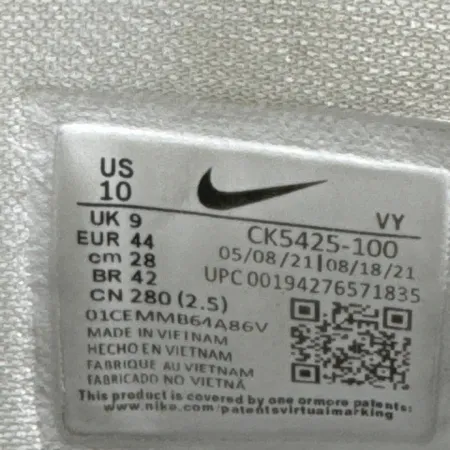 US
10
VY
UK 9
CK5425-100
EUR 44
05/08/21|08/18/21
cm 28
UPC 00194276571835
BR 42
CN 280 (2.5)
01CEMMB64A86V
MADE IN VIETNAM
HECHO EN VIETNAM
FABRIQUE AU VIETNAM
FABRICADO NO VIETNÃ
This product is covered by one ormore patents:
www.nike.com/patentsvirtualmarking